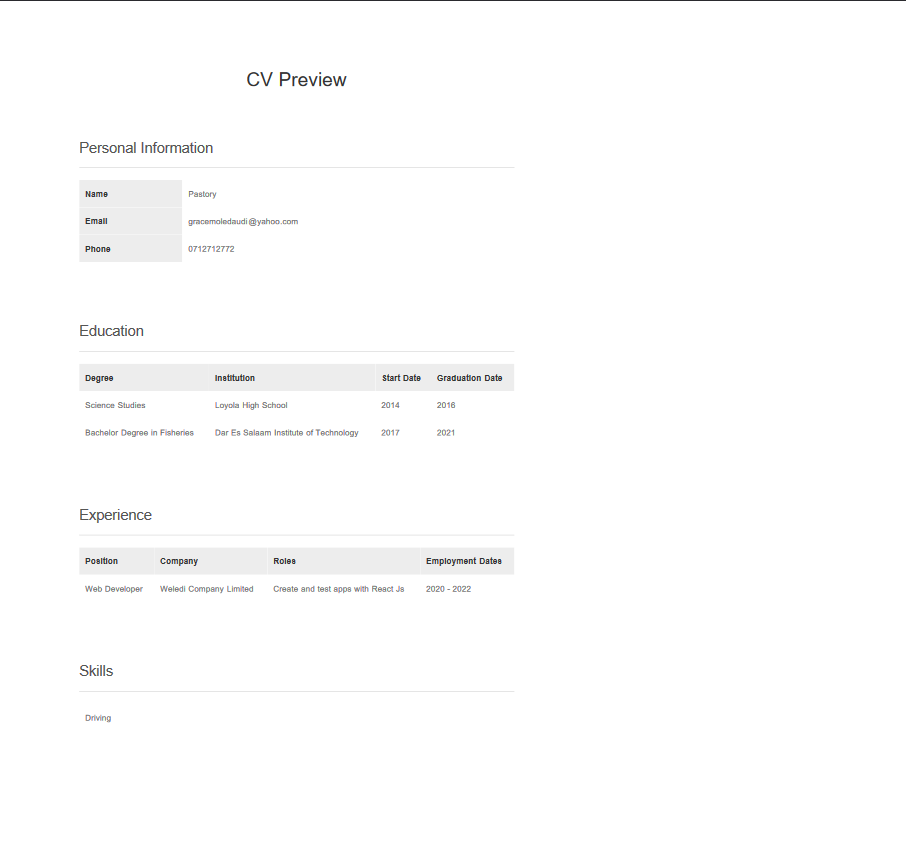 CV Preview
Personal Information
Name Pastory
Email gracemoledaudi@yahoo.com
Phone 0712712772
Education
Degree Institution Start Date Graduation Date
Science Studies Loyola High School 2014 2016
Bachelor Degree in Fisheries Dar Es Salaam Institute of Technology 2017 2021
Experience
Position Company Roles Employment Dates
Web Developer Weledi Company Limited Create and test apps with React Js 2020 - 2022
Skills
Driving